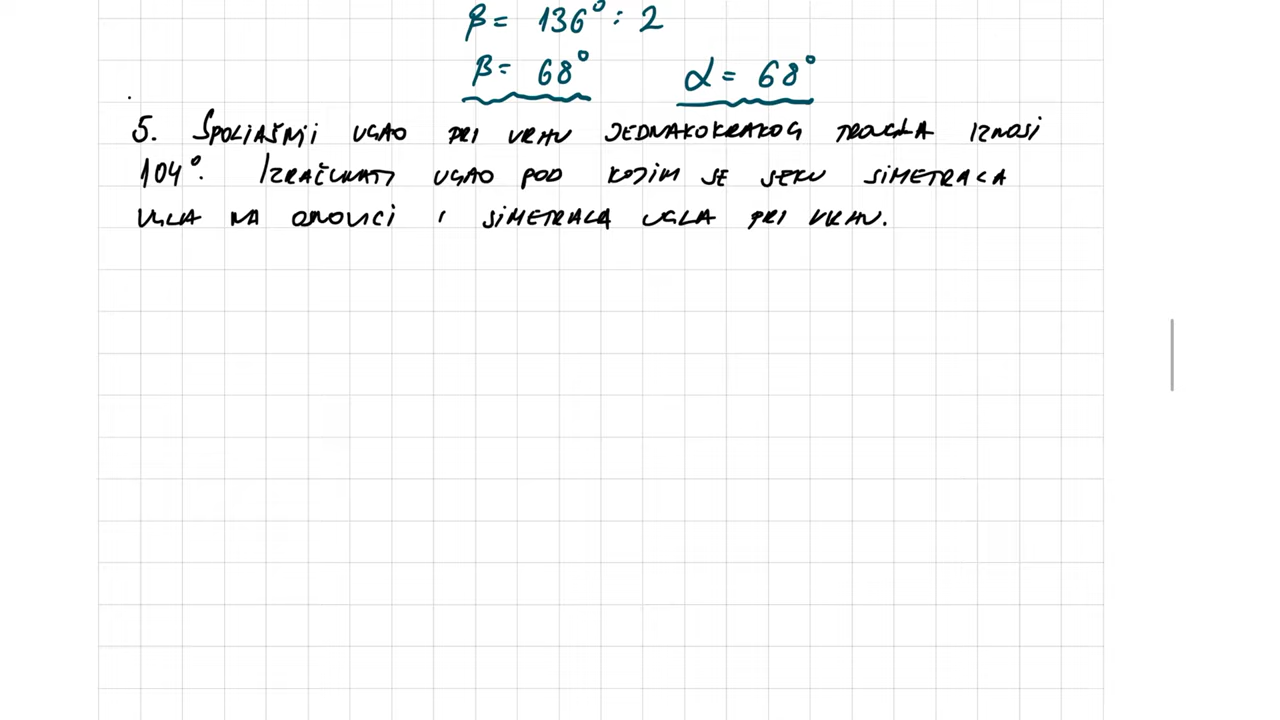 β = 136° : 2
β = 68° α = 68°
5. SPOLJAŠNJI UGAO PRI VRHU JEDNAKOKRAKOG TROUGLA IZNOSI
104°. IZRAČUNATI UGAO POD KOJIM SE SEKU SIMETRALA
UGLA NA OSNOVICI I SIMETRALA UGLA PRI VRHU.